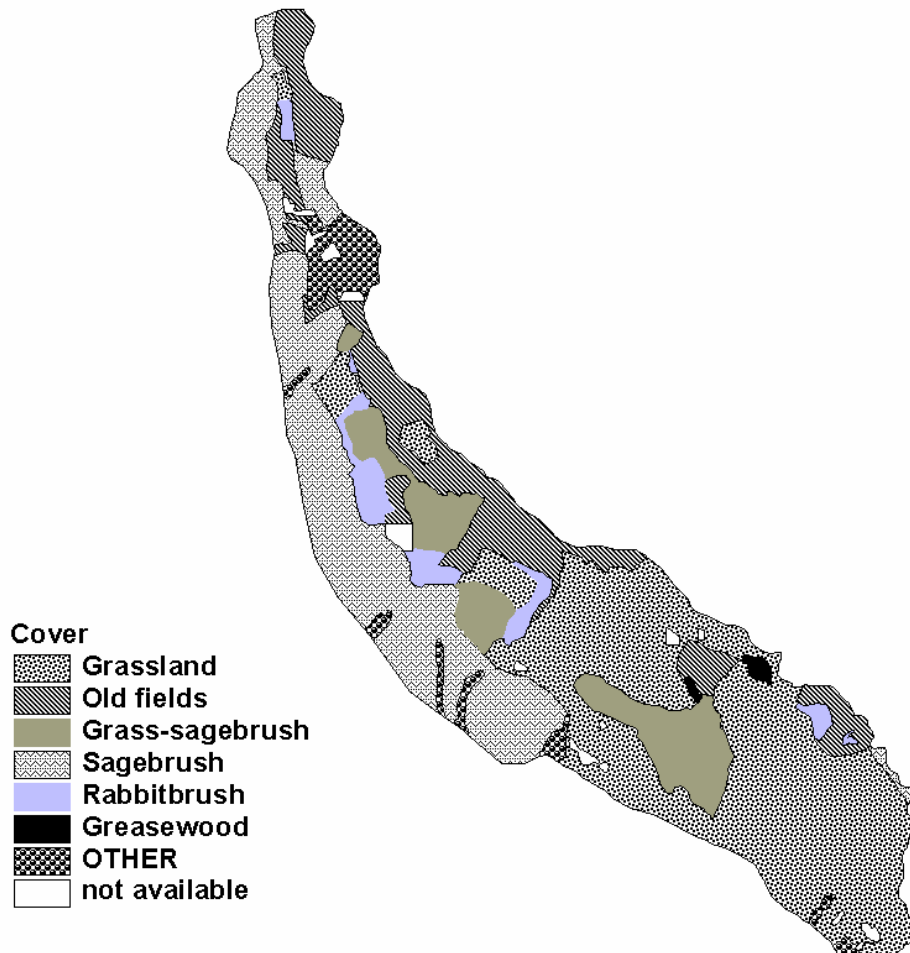 Cover
Grassland
Old fields
Grass-sagebrush
Sagebrush
Rabbitbrush
Greasewood
OTHER
not available